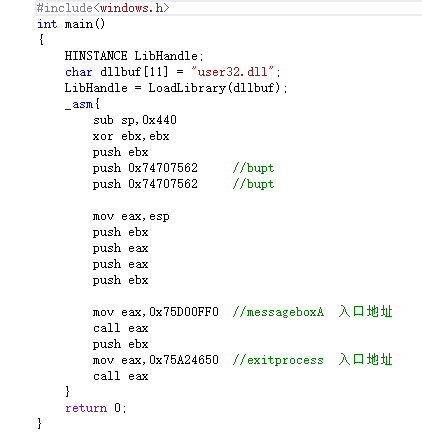 #include<windows.h>
int main()
{
HINSTANCE LibHandle;
char dllbuf[11] = "user32.dll";
LibHandle = LoadLibrary(dllbuf);
_asm{
sub sp,0x440
xor ebx,ebx
push ebx
push 0x74707562 //bupt
push 0x74707562 //bupt
mov eax,esp
push ebx
push eax
push eax
push ebx
mov eax,0x75D00FF0 //messageboxA 入口地址
call eax
push ebx
mov eax,0x75A24650 //exitprocess 入口地址
call eax
}
return 0;
}